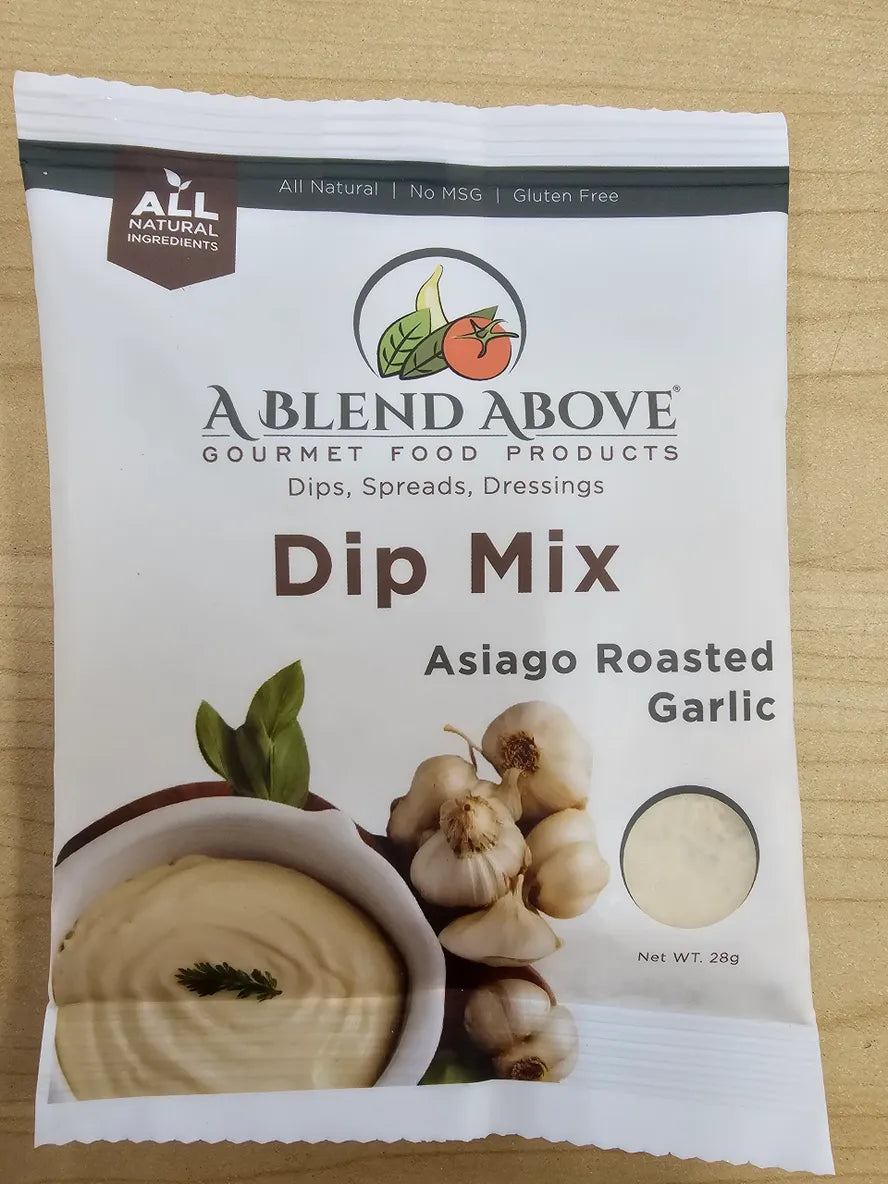 All Natural | No MSG | Gluten Free
ALL
NATURAL
INGREDIENTS
A BLEND ABOVE®
GOURMET FOOD PRODUCTS
Dips, Spreads, Dressings
Dip Mix
Asiago Roasted
Garlic
Net WT. 28g